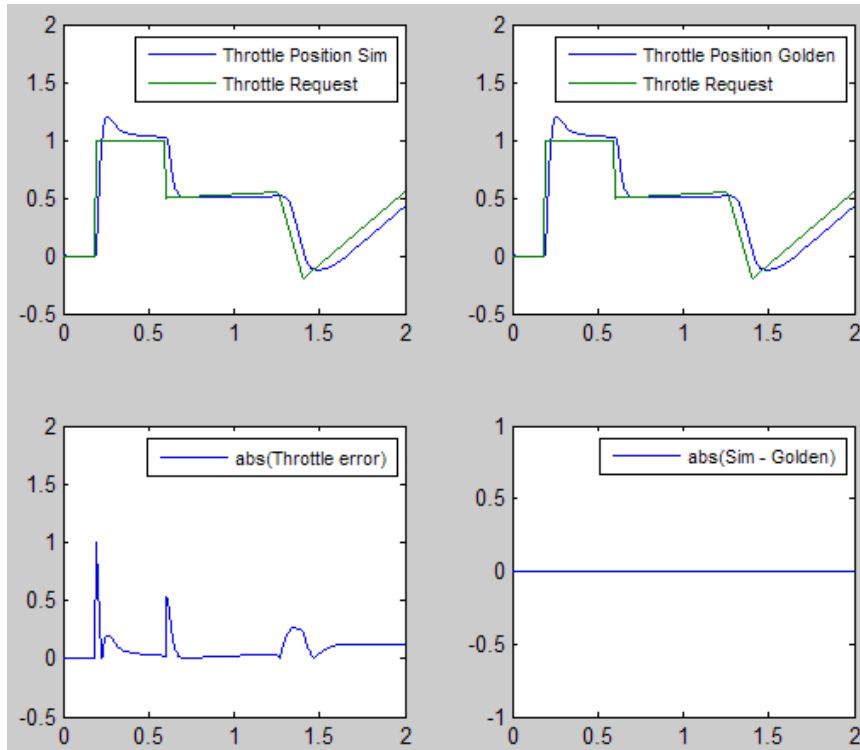 2
1.5
1
0.5
0
-0.5
0 0.5 1 1.5 2
Throttle Position Sim
Throttle Request
2
1.5
1
0.5
0
-0.5
0 0.5 1 1.5 2
Throttle Position Golden
Throtle Request
2
1.5
1
0.5
0
-0.5
0 0.5 1 1.5 2
abs(Throttle error)
1
0.5
0
-0.5
-1
0 0.5 1 1.5 2
abs(Sim - Golden)